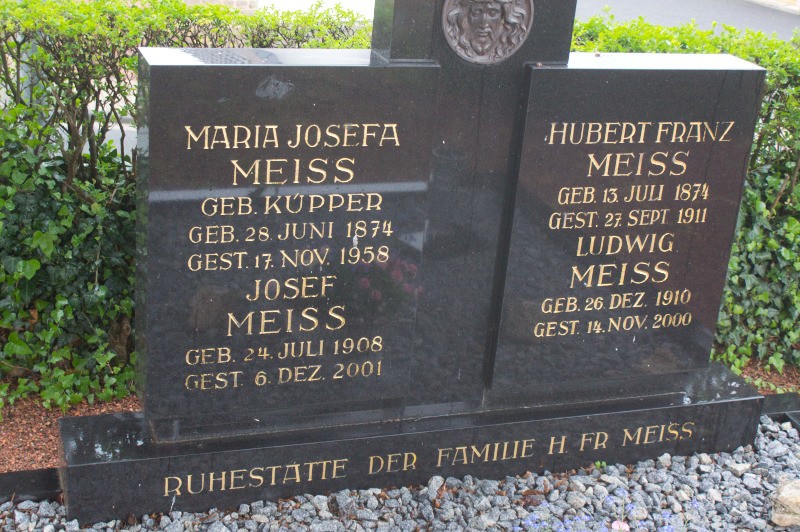 MARIA JOSEFA
MEISS
GEB. KÜPPER
GEB. 28. JUNI 1874
GEST. 17. NOV. 1958
JOSEF
MEISS
GEB. 24. JULI 1908
GEST. 6. DEZ. 2001
HUBERT FRANZ
MEISS
GEB. 13. JULI 1874
GEST. 27. SEPT. 1911
LUDWIG
MEISS
GEB. 26. DEZ. 1910
GEST. 14. NOV. 2000
RUHESTÄTTE DER FAMILIE H. FR MEISS